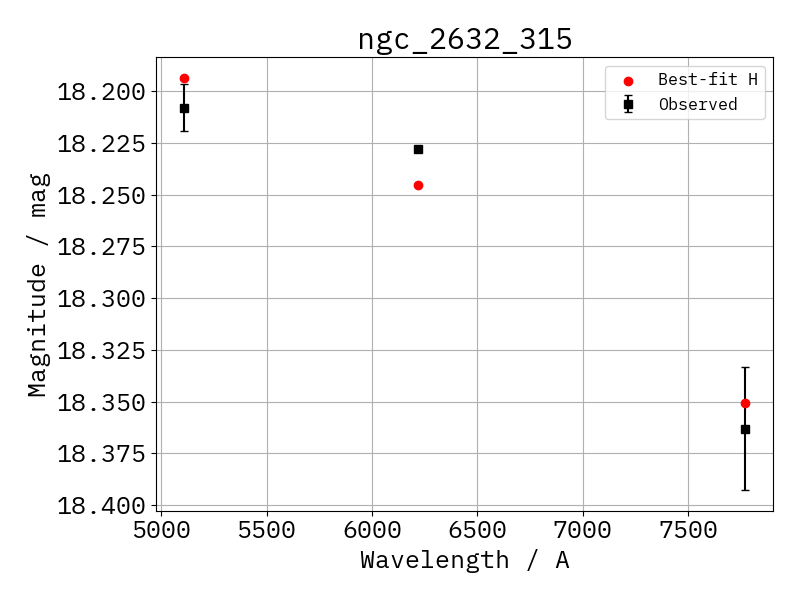 ngc_2632_315
Best-fit H
Observed
18.200
18.225
18.250
18.275
18.300
18.325
18.350
18.375
18.400
Magnitude / mag
5000 5500 6000 6500 7000 7500
Wavelength / A